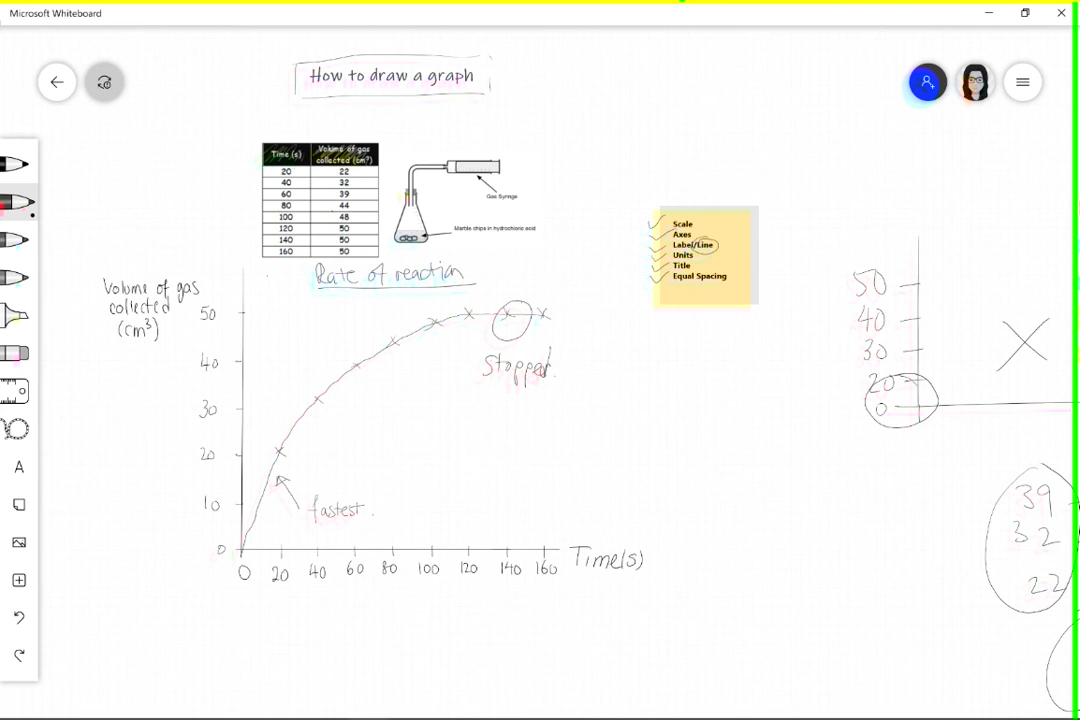 Microsoft Whiteboard
How to draw a graph
Time (s) Volume of gas collected (cm³)
20 22
40 32
60 39
80 44
100 48
120 50
140 50
160 50
Gas Syringe
Marble chips in hydrochloric acid
Scale
Axes
Label/Line
Units
Title
Equal Spacing
Rate of reaction
Volume of gas
collected
(cm³)
50
40
30
20
10
0
0 20 40 60 80 100 120 140 160
Time(s)
Stopped.
fastest.
50
40
30
20
0
39
32
22
A